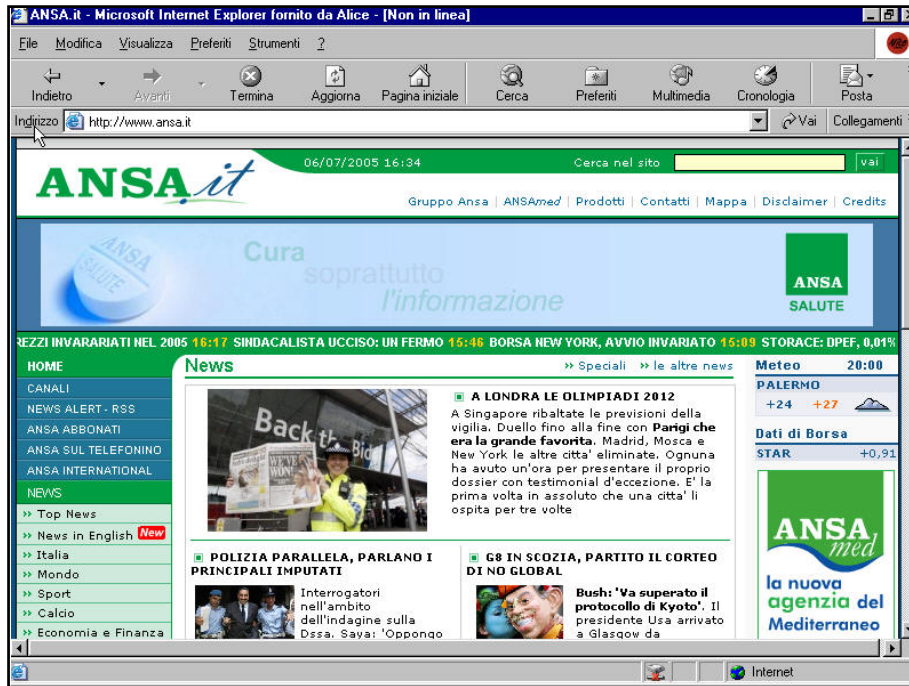 ANSA.it - Microsoft Internet Explorer fornito da Alice - [Non in linea]
File Modifica Visualizza Preferiti Strumenti ?
Indietro Avanti Termina Aggiorna Pagina iniziale Cerca Preferiti Multimedia Cronologia Posta
Indirizzo http://www.ansa.it Vai Collegamenti
06/07/2005 16:34 Cerca nel sito vai
ANSA.it
Gruppo Ansa | ANSAmed | Prodotti | Contatti | Mappa | Disclaimer | Credits
ANSA
SALUTE
Cura
soprattutto
l'informazione
ANSA
SALUTE
REZZI INVARARIATI NEL 2005 16:17 SINDACALISTA UCCISO: UN FERMO 15:46 BORSA NEW YORK, AVVIO INVARIATO 15:09 STORACE: DPEF, 0,01%
HOME
CANALI
NEWS ALERT - RSS
ANSA ABBONATI
ANSA SUL TELEFONINO
ANSA INTERNATIONAL
NEWS
›› Top News
›› News in English New
›› Italia
›› Mondo
›› Sport
›› Calcio
›› Economia e Finanza
News
›› Speciali ›› le altre news
Back the Bid
WE'VE WON!
A LONDRA LE OLIMPIADI 2012
A Singapore ribaltate le previsioni della
vigilia. Duello fino alla fine con Parigi che
era la grande favorita. Madrid, Mosca e
New York le altre citta' eliminate. Ognuna
ha avuto un'ora per presentare il proprio
dossier con testimonial d'eccezione. E' la
prima volta in assoluto che una citta' li
ospita per tre volte
POLIZIA PARALLELA, PARLANO I
PRINCIPALI IMPUTATI
Interrogatori
nell'ambito
dell'indagine sulla
Dssa. Saya: 'Oppongo
G8 IN SCOZIA, PARTITO IL CORTEO
DI NO GLOBAL
Bush: 'Va superato il
protocollo di Kyoto'. Il
presidente Usa arrivato
a Glasgow da
Meteo 20:00
PALERMO
+24 +27
Dati di Borsa
STAR +0,91
ANSA
med
la nuova
agenzia del
Mediterraneo
Internet